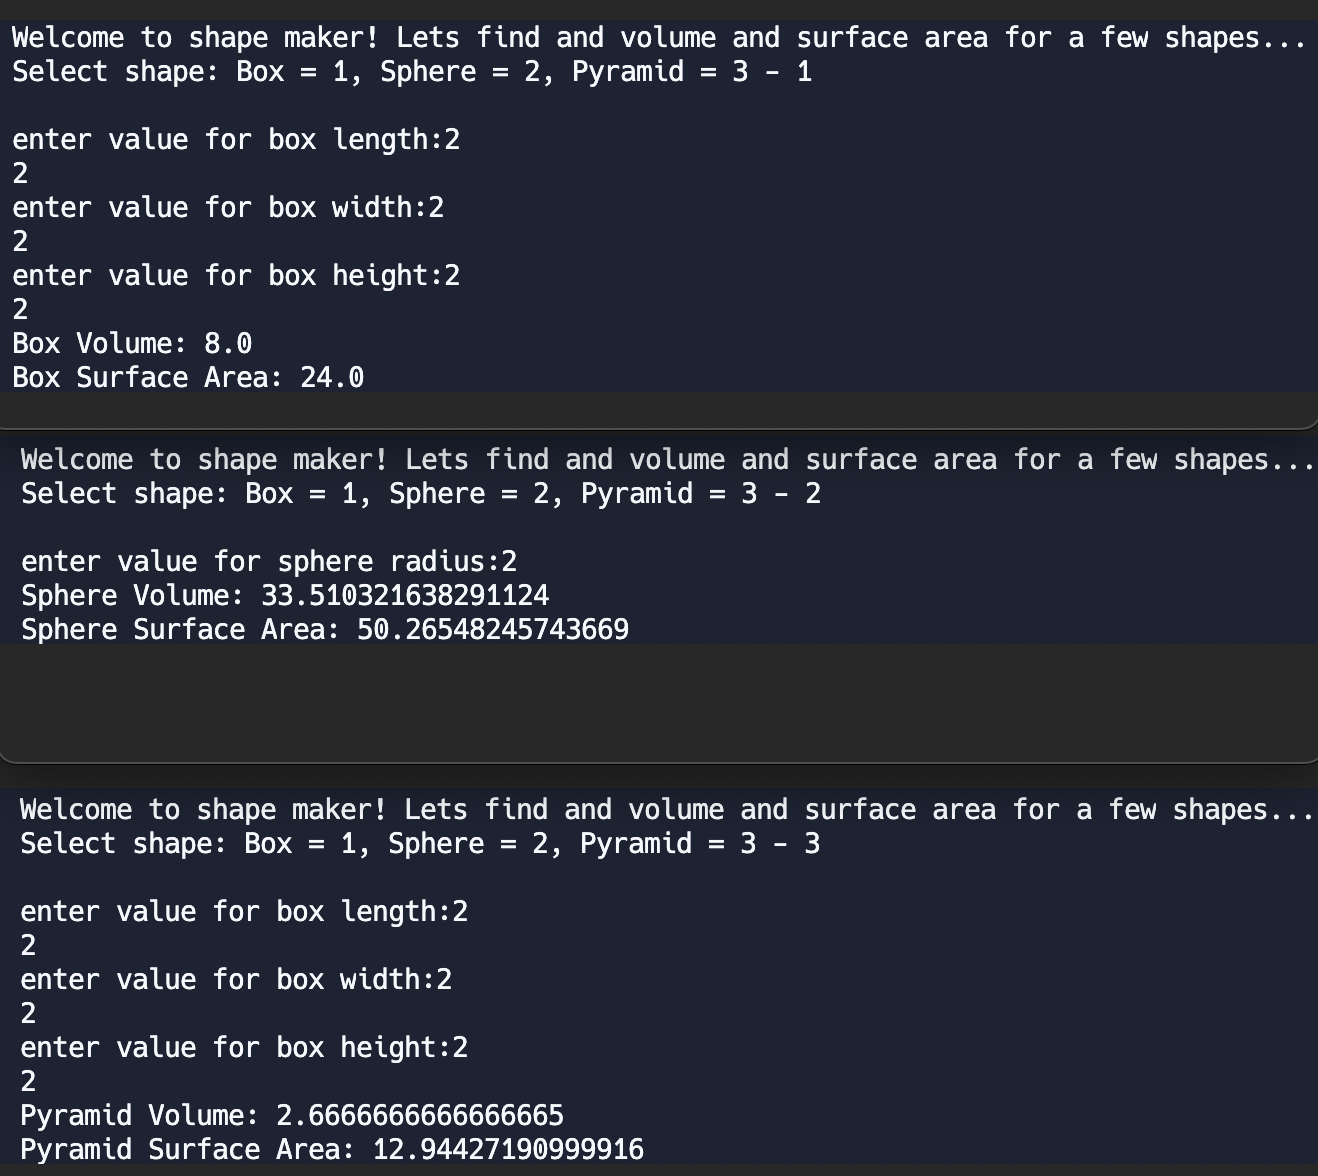 Welcome to shape maker! Lets find and volume and surface area for a few shapes...
Select shape: Box = 1, Sphere = 2, Pyramid = 3 - 1
enter value for box length:2
2
enter value for box width:2
2
enter value for box height:2
2
Box Volume: 8.0
Box Surface Area: 24.0
Welcome to shape maker! Lets find and volume and surface area for a few shapes...
Select shape: Box = 1, Sphere = 2, Pyramid = 3 - 2
enter value for sphere radius:2
Sphere Volume: 33.510321638291124
Sphere Surface Area: 50.26548245743669
Welcome to shape maker! Lets find and volume and surface area for a few shapes...
Select shape: Box = 1, Sphere = 2, Pyramid = 3 - 3
enter value for box length:2
2
enter value for box width:2
2
enter value for box height:2
2
Pyramid Volume: 2.6666666666666665
Pyramid Surface Area: 12.94427190999916